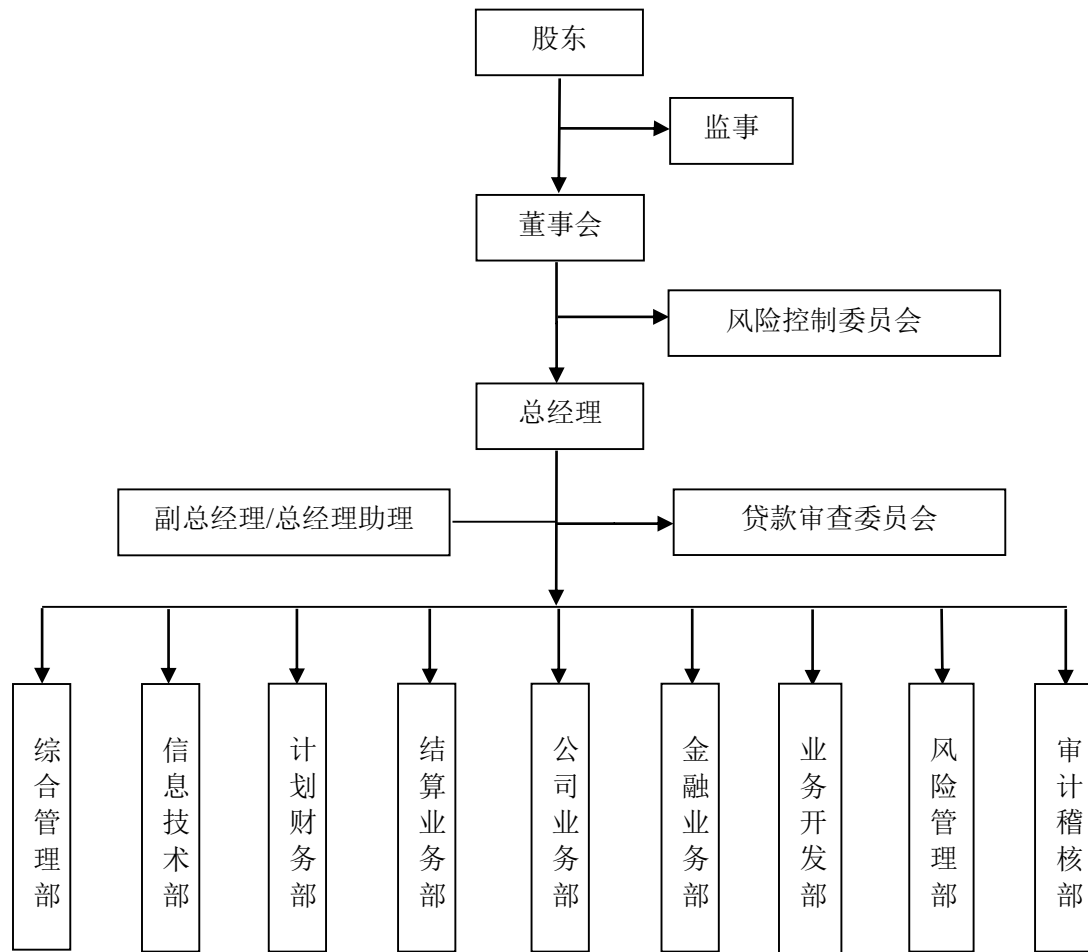 股东
监事
董事会
风险控制委员会
总经理
副总经理/总经理助理
贷款审查委员会
综合管理部
信息技术部
计划财务部
结算业务部
公司业务部
金融业务部
业务开发部
风险管理部
审计稽核部